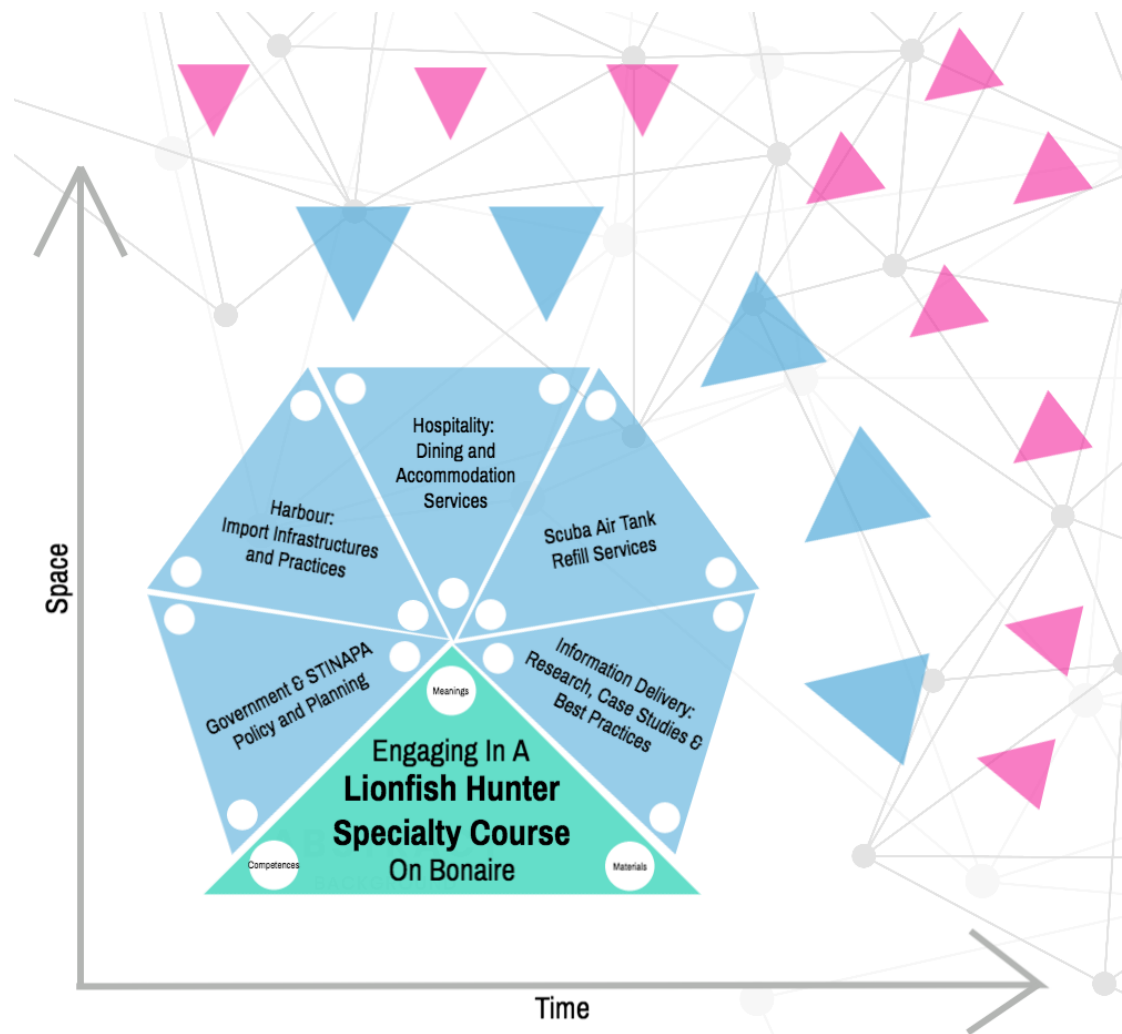 Hospitality:
Dining and
Accommodation
Services
Harbour:
Import Infrastructures
and Practices
Scuba Air Tank
Refill Services
Government & STINAPA
Policy and Planning
Information Delivery:
Research, Case Studies &
Best Practices
Meanings
Engaging In A
Lionfish Hunter
Specialty Course
On Bonaire
Competences
Materials
Space
Time